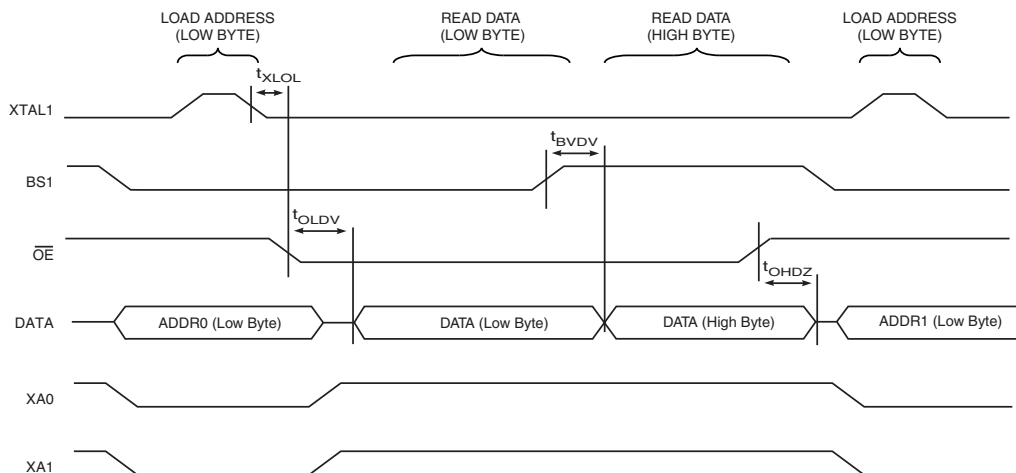 LOAD ADDRESS
(LOW BYTE)
READ DATA
(LOW BYTE)
READ DATA
(HIGH BYTE)
LOAD ADDRESS
(LOW BYTE)
tXLOL
XTAL1
tBVDV
BS1
tOLDV
OE
tOHDZ
DATA
ADDR0 (Low Byte)
DATA (Low Byte)
DATA (High Byte)
ADDR1 (Low Byte)
XA0
XA1